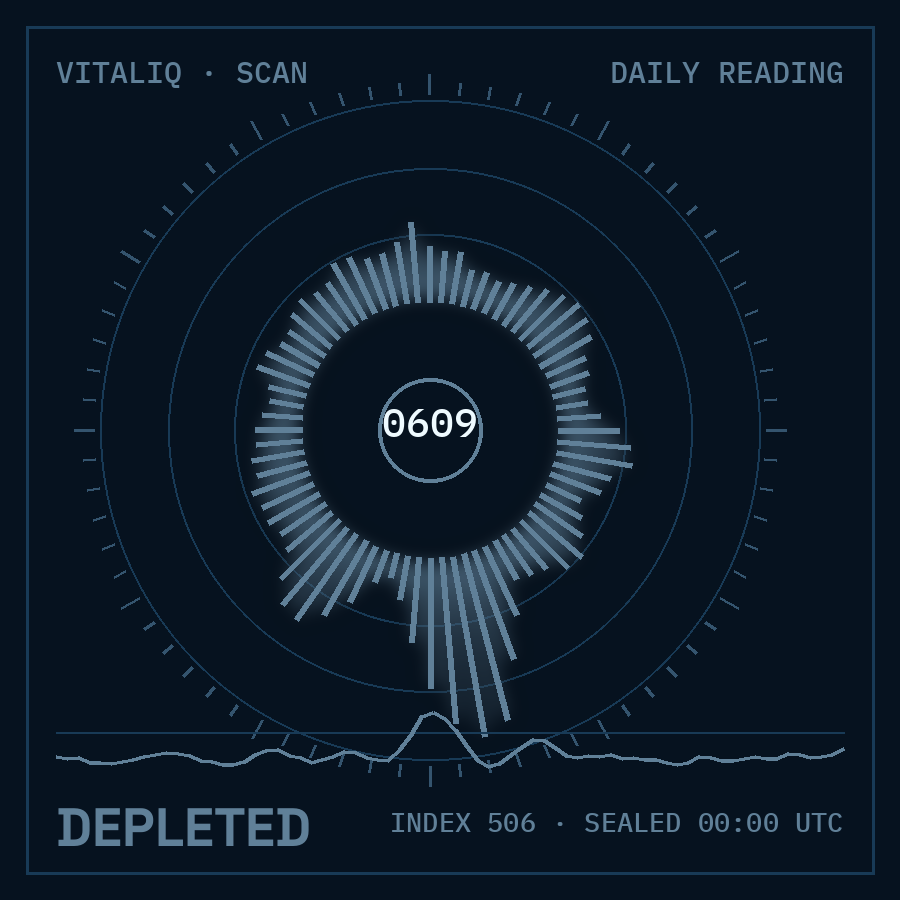 VITALIQ · SCAN
DAILY READING
0609
DEPLETED
INDEX 506 · SEALED 00:00 UTC